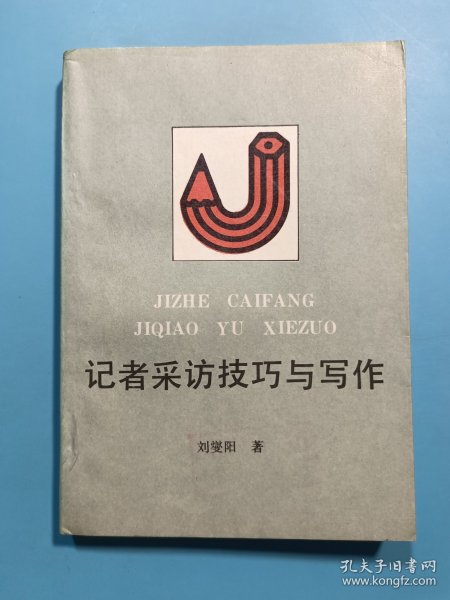 JIZHE CAIFANG
JIQIAO YU XIEZUO
记者采访技巧与写作
刘燮阳 著
孔夫子旧书网
www.kongfz.com